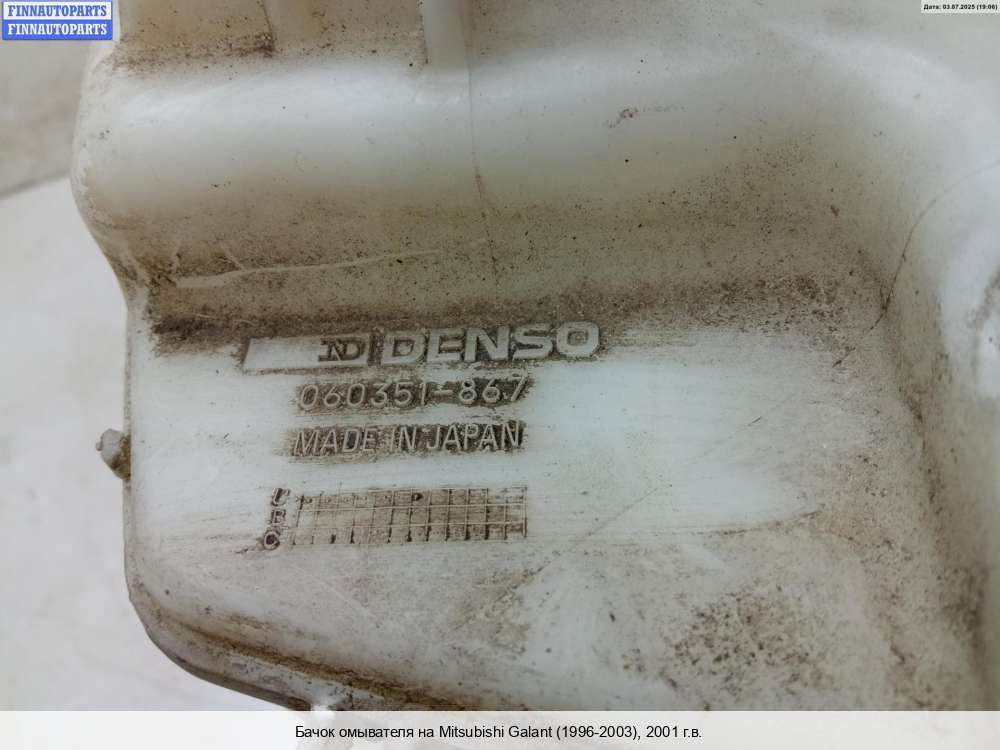 FINNAUTOPARTS
FINNAUTOPARTS
Дата: 03.07.2025 (19:06)
ND DENSO
060351-867
MADE IN JAPAN
Бачок омывателя на Mitsubishi Galant (1996-2003), 2001 г.в.